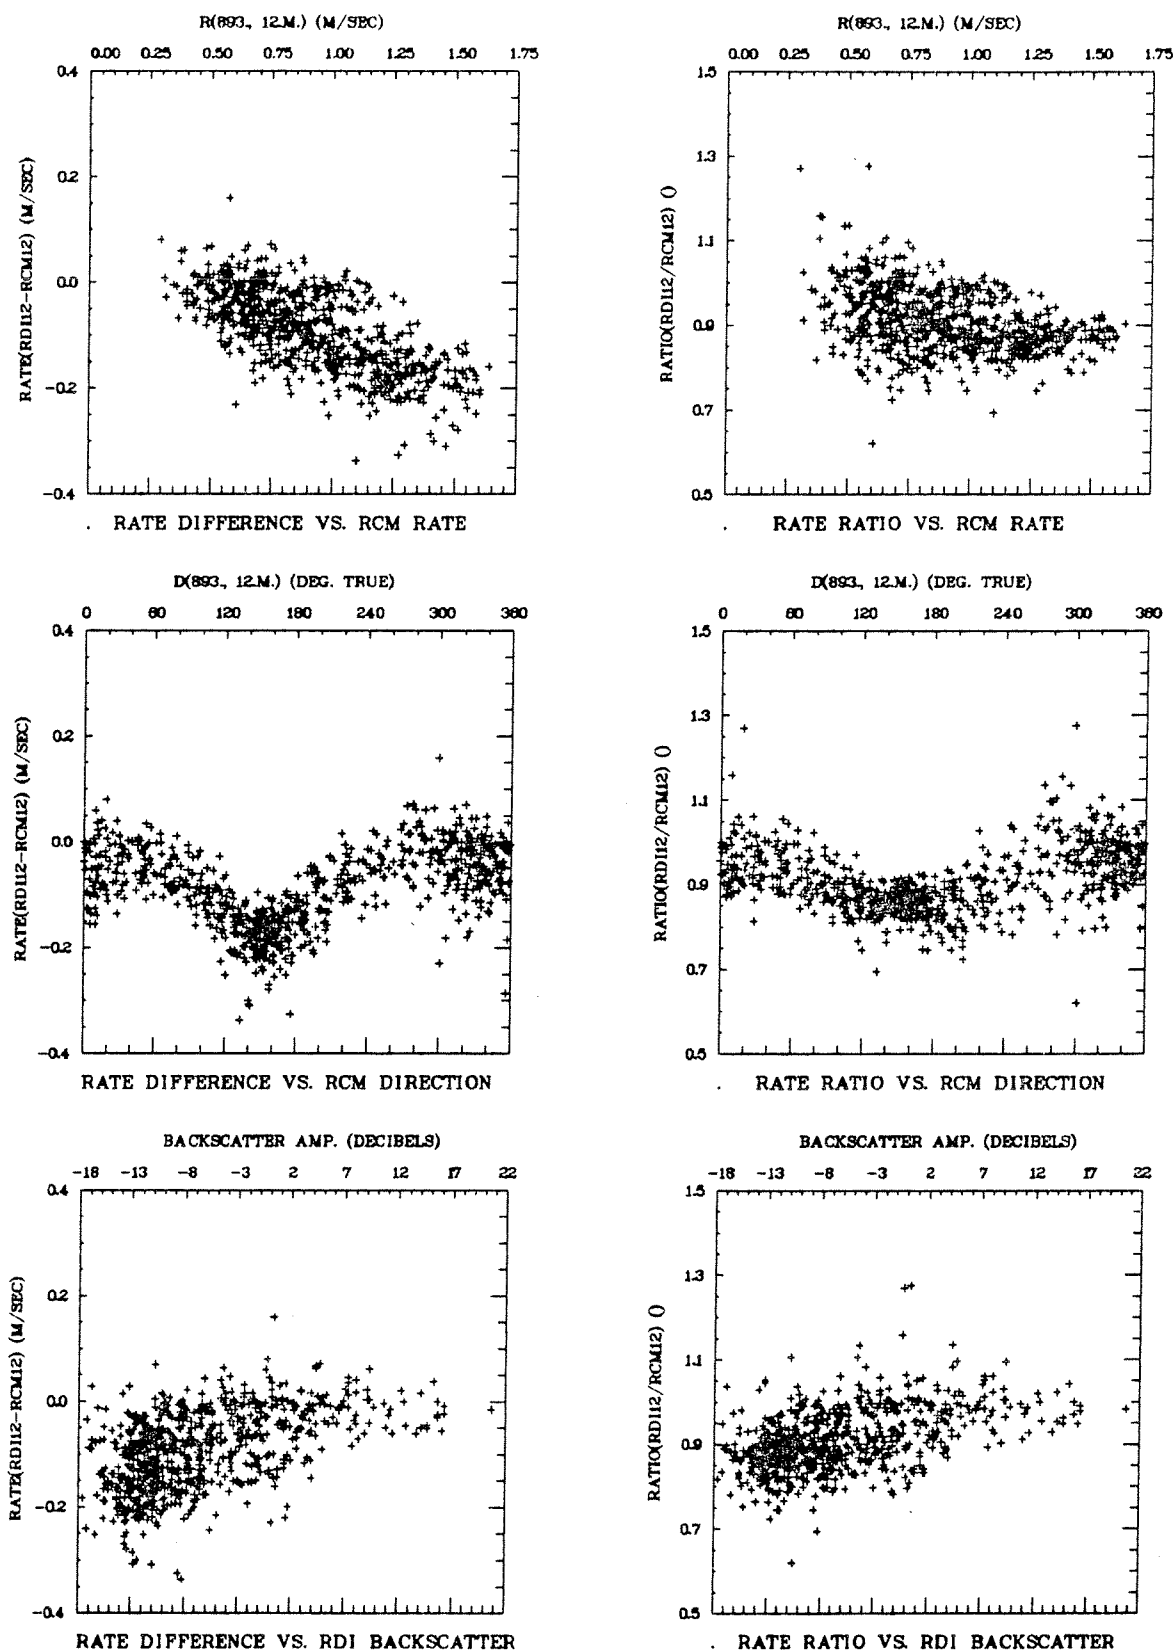 R(893., 12.M.) (M/SEC)
0.00 0.25 0.50 0.75 1.00 1.25 1.50 1.75
0.4
0.2
0.0
-0.2
-0.4
RATE(RDI12-RCM12) (M/SEC)
. RATE DIFFERENCE VS. RCM RATE
R(893., 12.M.) (M/SEC)
0.00 0.25 0.50 0.75 1.00 1.25 1.50 1.75
1.5
1.3
1.1
0.9
0.7
0.5
RATIO(RDI12/RCM12) ()
. RATE RATIO VS. RCM RATE
D(893., 12.M.) (DEG. TRUE)
0 60 120 180 240 300 360
0.4
0.2
0.0
-0.2
-0.4
RATE(RDI12-RCM12) (M/SEC)
RATE DIFFERENCE VS. RCM DIRECTION
D(893., 12.M.) (DEG. TRUE)
0 60 120 180 240 300 360
1.5
1.3
1.1
0.9
0.7
0.5
RATIO(RDI12/RCM12) ()
. RATE RATIO VS. RCM DIRECTION
BACKSCATTER AMP. (DECIBELS)
-18 -13 -8 -3 2 7 12 17 22
0.4
0.2
0.0
-0.2
-0.4
RATE(RDI12-RCM12) (M/SEC)
RATE DIFFERENCE VS. RDI BACKSCATTER
BACKSCATTER AMP. (DECIBELS)
-18 -13 -8 -3 2 7 12 17 22
1.5
1.3
1.1
0.9
0.7
0.5
RATIO(RDI12/RCM12) ()
. RATE RATIO VS. RDI BACKSCATTER